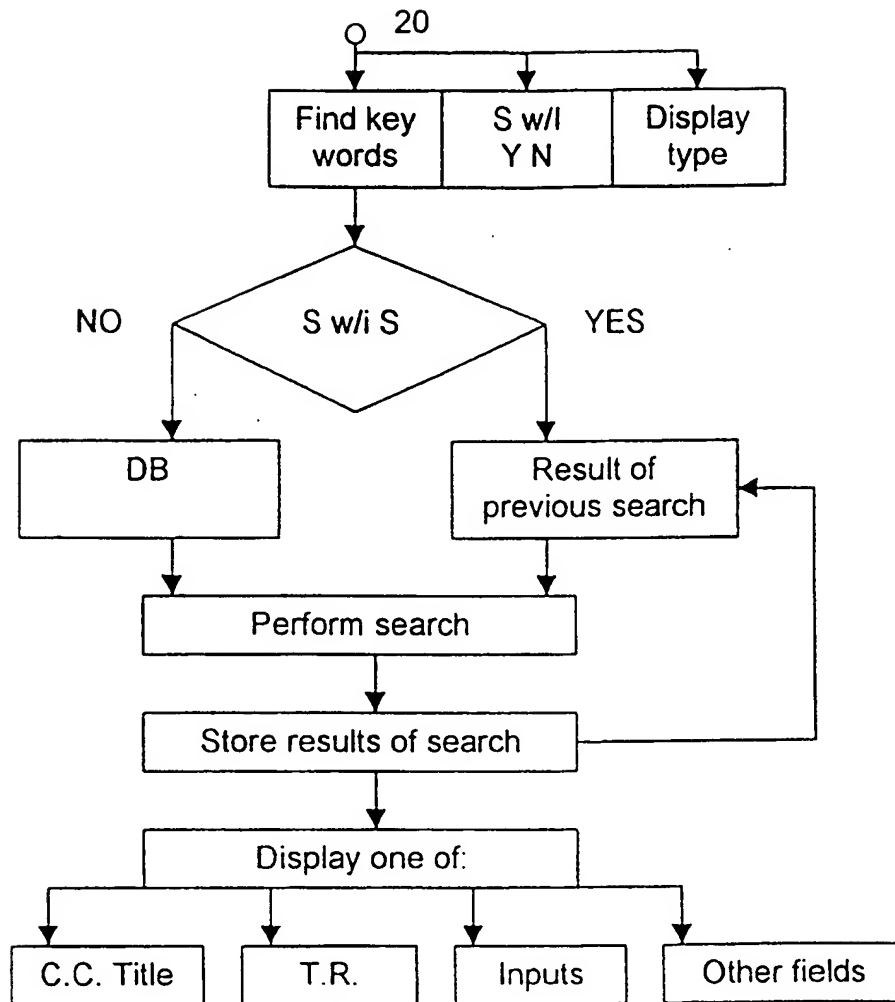 20
Find key
words
S w/I
Y N
Display
type
NO
S w/i S
YES
DB
Result of
previous search
Perform search
Store results of search
Display one of:
C.C. Title
T.R.
Inputs
Other fields